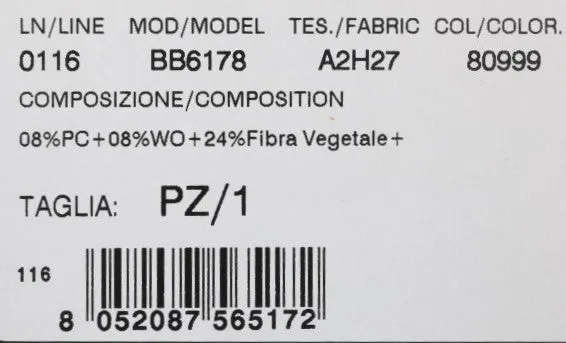 LN/LINE MOD/MODEL TES./FABRIC COL/COLOR.
0116 BB6178 A2H27 80999
COMPOSIZIONE/COMPOSITION
08%PC+08%WO+24%Fibra Vegetale+
TAGLIA: PZ/1
116
8 052087 565172